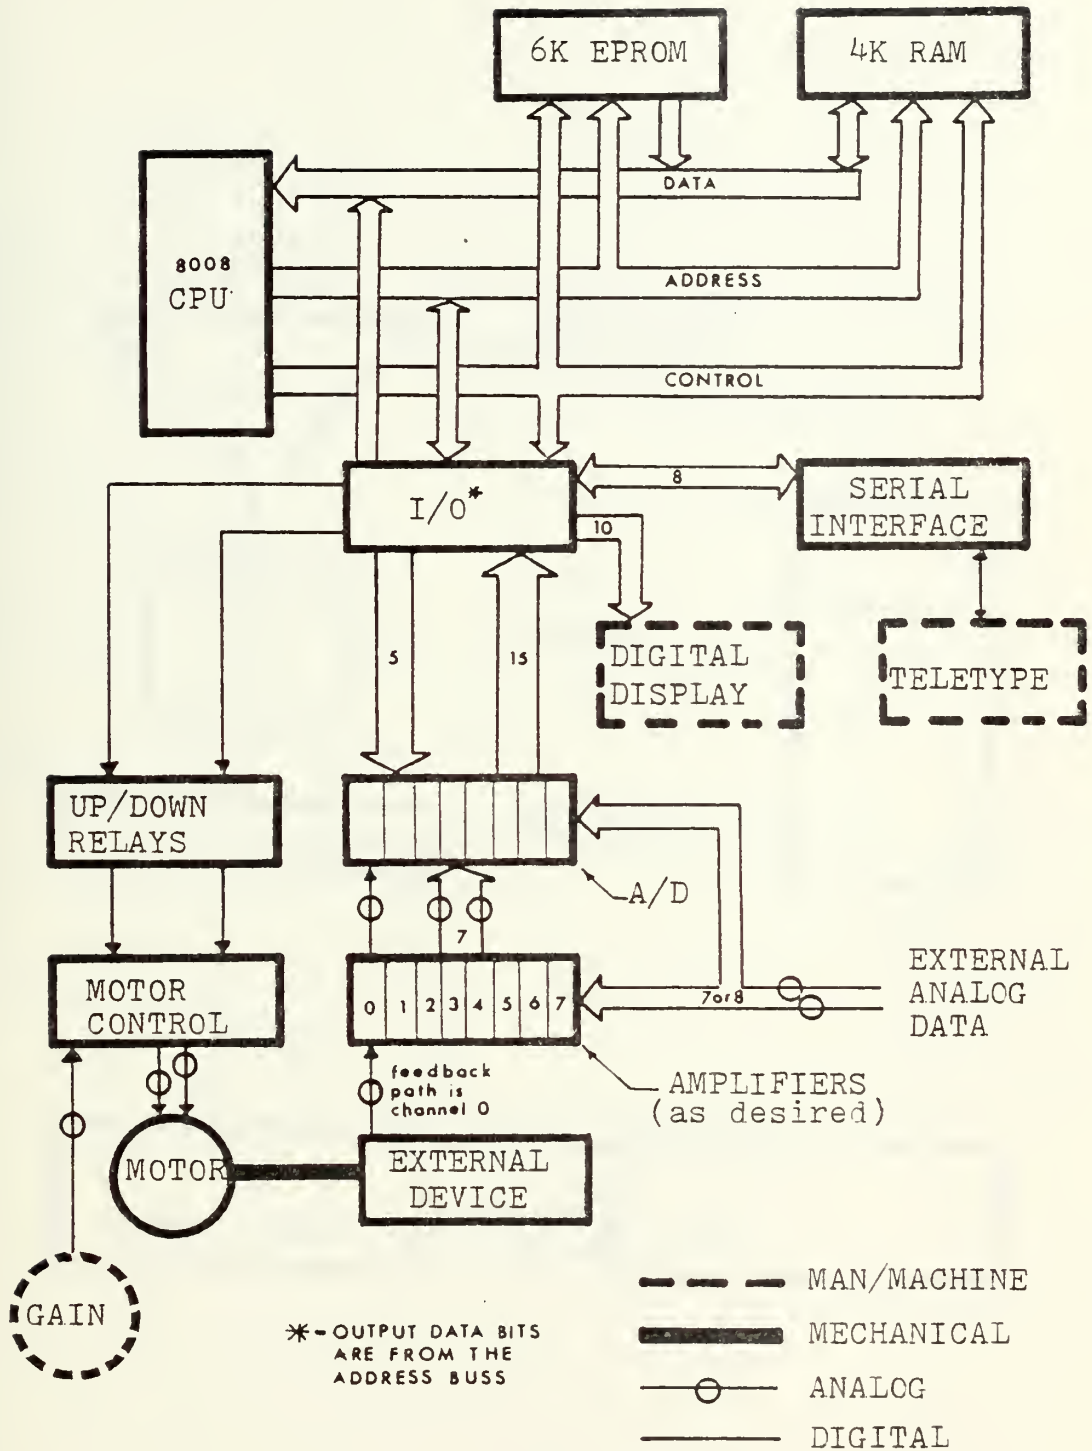 6K EPROM
4K RAM
DATA
8008
CPU
ADDRESS
CONTROL
I/O*
8
SERIAL
INTERFACE
10
5
15
DIGITAL
DISPLAY
TELETYPE
UP/DOWN
RELAYS
A/D
7
MOTOR
CONTROL
0 1 2 3 4 5 6 7
7or8
EXTERNAL
ANALOG
DATA
feedback
path is
channel 0
AMPLIFIERS
(as desired)
MOTOR
EXTERNAL
DEVICE
GAIN
*-OUTPUT DATA BITS
ARE FROM THE
ADDRESS BUSS
MAN/MACHINE
MECHANICAL
ANALOG
DIGITAL